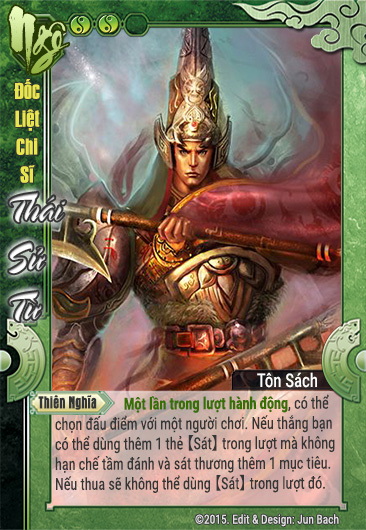 Ngô
Đốc
Liệt
Chi
Sĩ
Thái
Sử
Từ
Tôn Sách
Thiên Nghĩa
Một lần trong lượt hành động, có thể
chọn đấu điểm với một người chơi. Nếu thắng bạn
có thể dùng thêm 1 thẻ【Sát】trong lượt mà không
hạn chế tầm đánh và sát thương thêm 1 mục tiêu.
Nếu thua sẽ không thể dùng【Sát】trong lượt đó.
©2015. Edit & Design: Jun Bach